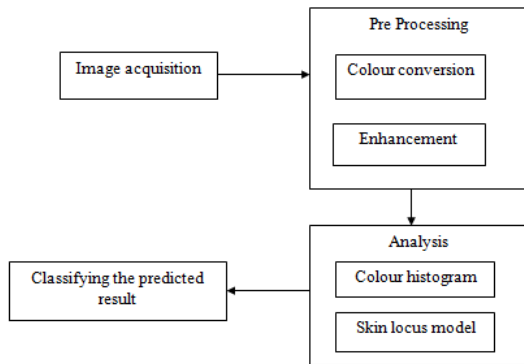 Pre Processing
Image acquisition
Colour conversion
Enhancement
Analysis
Colour histogram
Skin locus model
Classifying the predicted
result